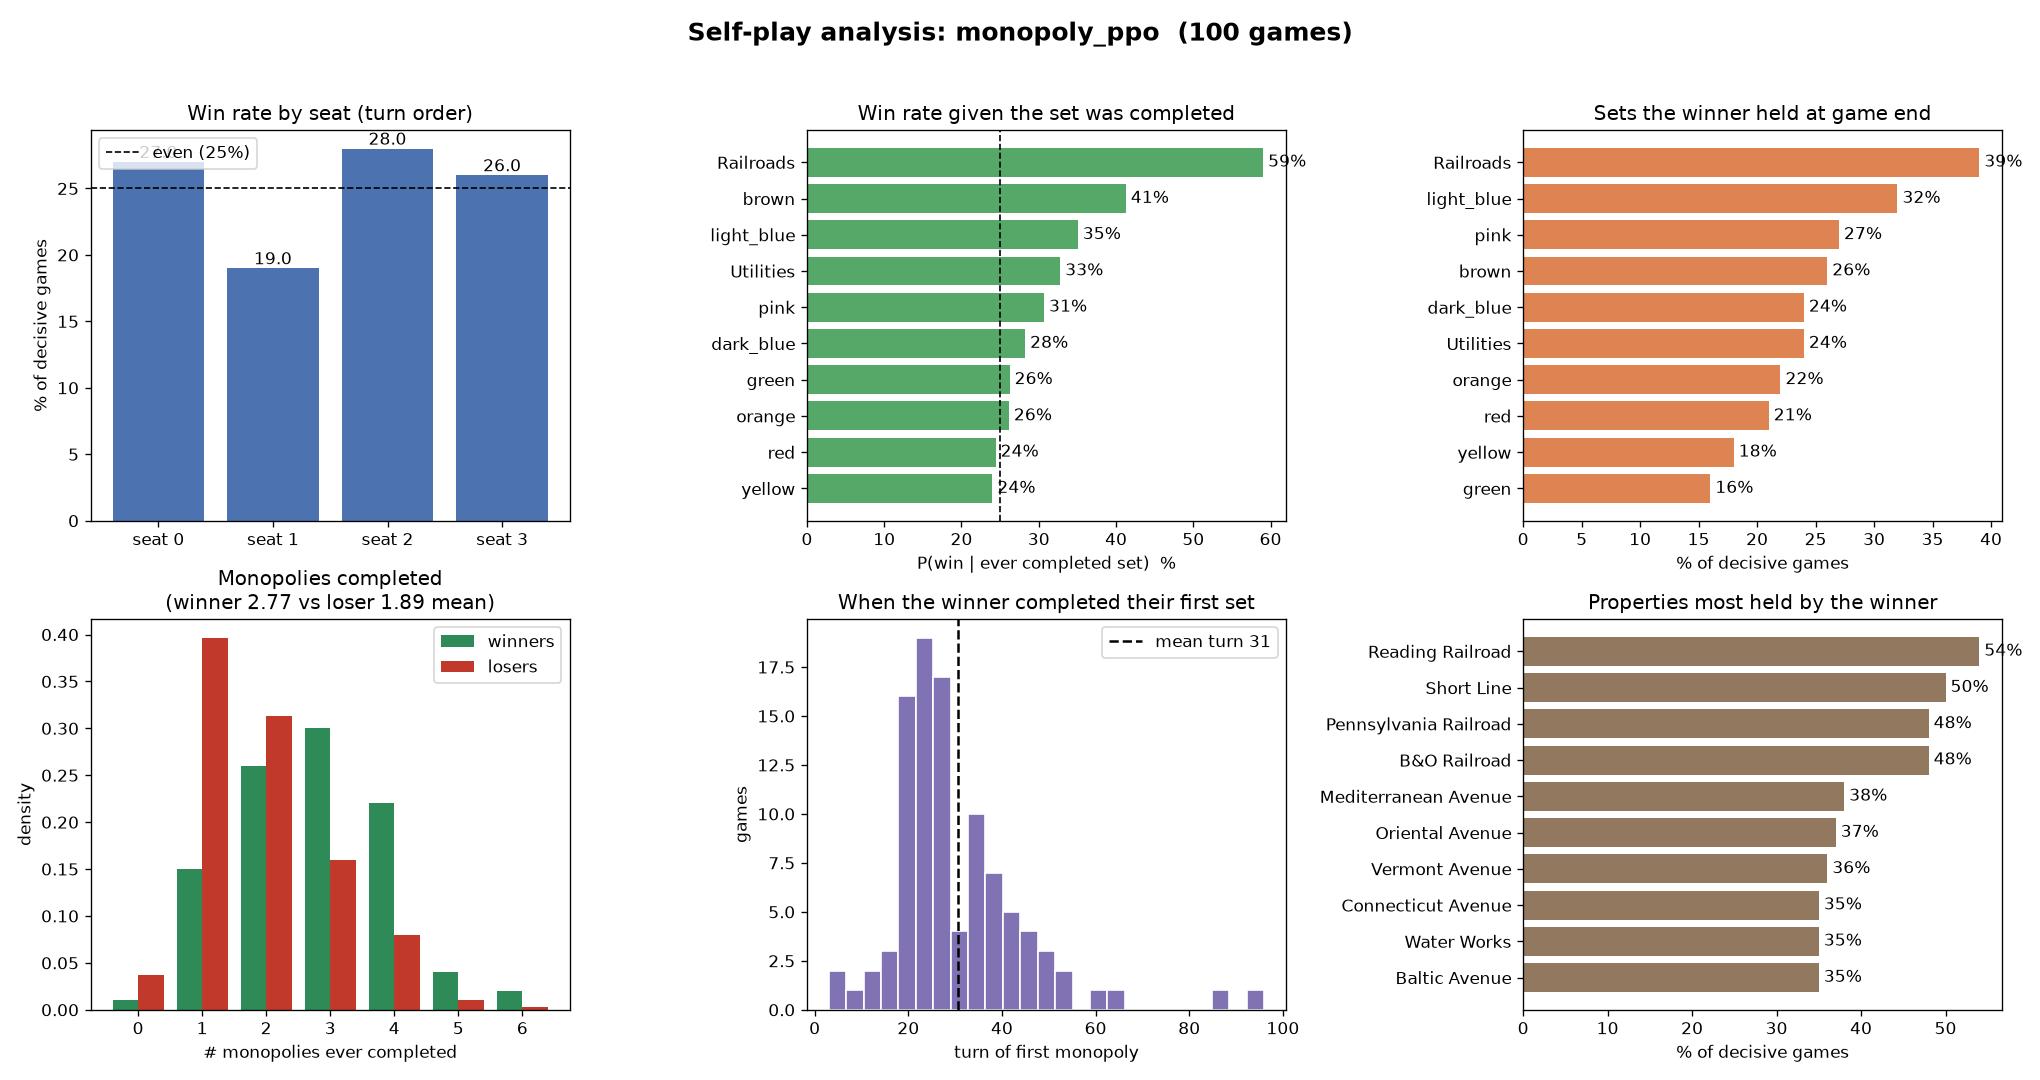 Self-play analysis: monopoly_ppo (100 games)
Win rate by seat (turn order)
% of decisive games
0
5
10
15
20
25
even (25%)
19.0
28.0
26.0
seat 0
seat 1
seat 2
seat 3
Win rate given the set was completed
Railroads
59%
brown
41%
light_blue
35%
Utilities
33%
pink
31%
dark_blue
28%
green
26%
orange
26%
red
24%
yellow
24%
0
10
20
30
40
50
60
P(win | ever completed set) %
Sets the winner held at game end
Railroads
39%
light_blue
32%
pink
27%
brown
26%
dark_blue
24%
Utilities
24%
orange
22%
red
21%
yellow
18%
green
16%
0
5
10
15
20
25
30
35
40
% of decisive games
Monopolies completed
(winner 2.77 vs loser 1.89 mean)
density
0.40
0.35
0.30
0.25
0.20
0.15
0.10
0.05
0.00
winners
losers
0
1
2
3
4
5
6
# monopolies ever completed
When the winner completed their first set
games
17.5
15.0
12.5
10.0
7.5
5.0
2.5
0.0
mean turn 31
0
20
40
60
80
100
turn of first monopoly
Properties most held by the winner
Reading Railroad
54%
Short Line
50%
Pennsylvania Railroad
48%
B&O Railroad
48%
Mediterranean Avenue
38%
Oriental Avenue
37%
Vermont Avenue
36%
Connecticut Avenue
35%
Water Works
35%
Baltic Avenue
35%
0
10
20
30
40
50
% of decisive games